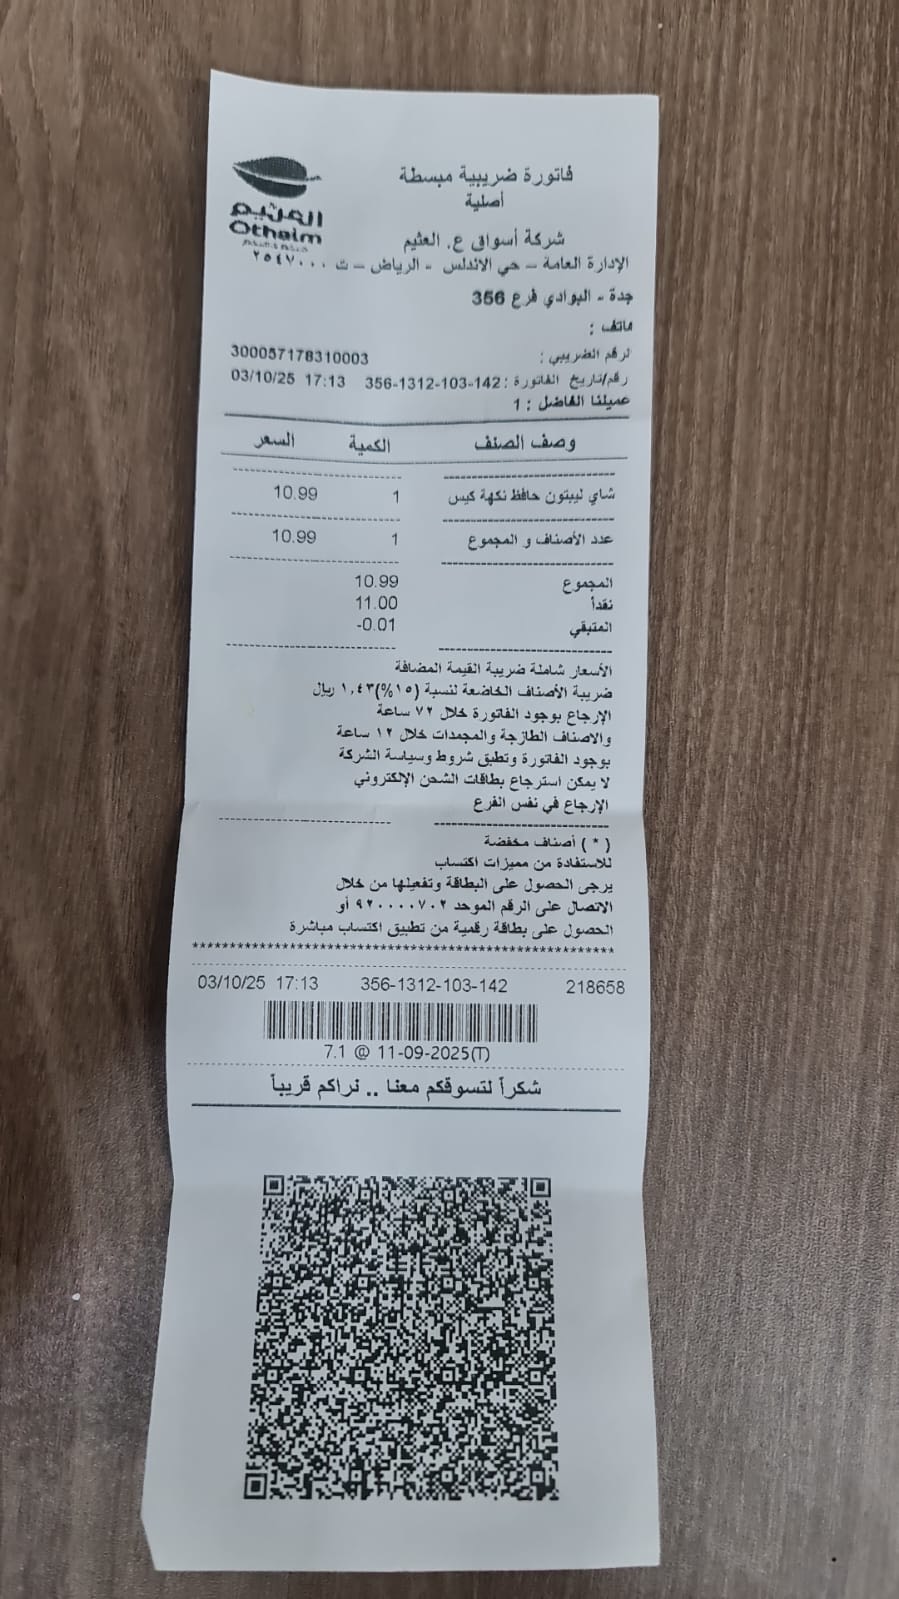 العثيم
Othaim
فاتورة ضريبية مبسطة
أصلية
شركة أسواق ع. العثيم
الإدارة العامة – حي الاندلس - الرياض – ت ٢٥٤٧٠٠٠
جدة - البوادي فرع 356
هاتف :
لرقم الضريبي : 300057178310003
رقم/تاريخ الفاتورة : 356-1312-103-142 03/10/25 17:13
عميلنا الفاضل : 1
وصف الصنف الكمية السعر
شاي ليبتون حافظ نكهة كيس 1 10.99
عدد الأصناف و المجموع 1 10.99
المجموع 10.99
نقداً 11.00
المتبقي -0.01
الأسعار شاملة ضريبة القيمة المضافة
ضريبة الأصناف الخاضعة لنسبة (١٥%)١,٤٣ ريال
الإرجاع بوجود الفاتورة خلال ٧٢ ساعة
والاصناف الطازجة والمجمدات خلال ١٢ ساعة
بوجود الفاتورة وتطبق شروط وسياسة الشركة
لا يمكن استرجاع بطاقات الشحن الإلكتروني
الإرجاع في نفس الفرع
( * ) أصناف مخفضة
للاستفادة من مميزات اكتساب
يرجى الحصول على البطاقة وتفعيلها من خلال
الاتصال على الرقم الموحد ٩٢٠٠٠٠٧٠٢ أو
الحصول على بطاقة رقمية من تطبيق اكتساب مباشرة
*********************************************************
03/10/25 17:13 356-1312-103-142 218658
7.1 @ 11-09-2025(T)
شكراً لتسوقكم معنا .. نراكم قريباً